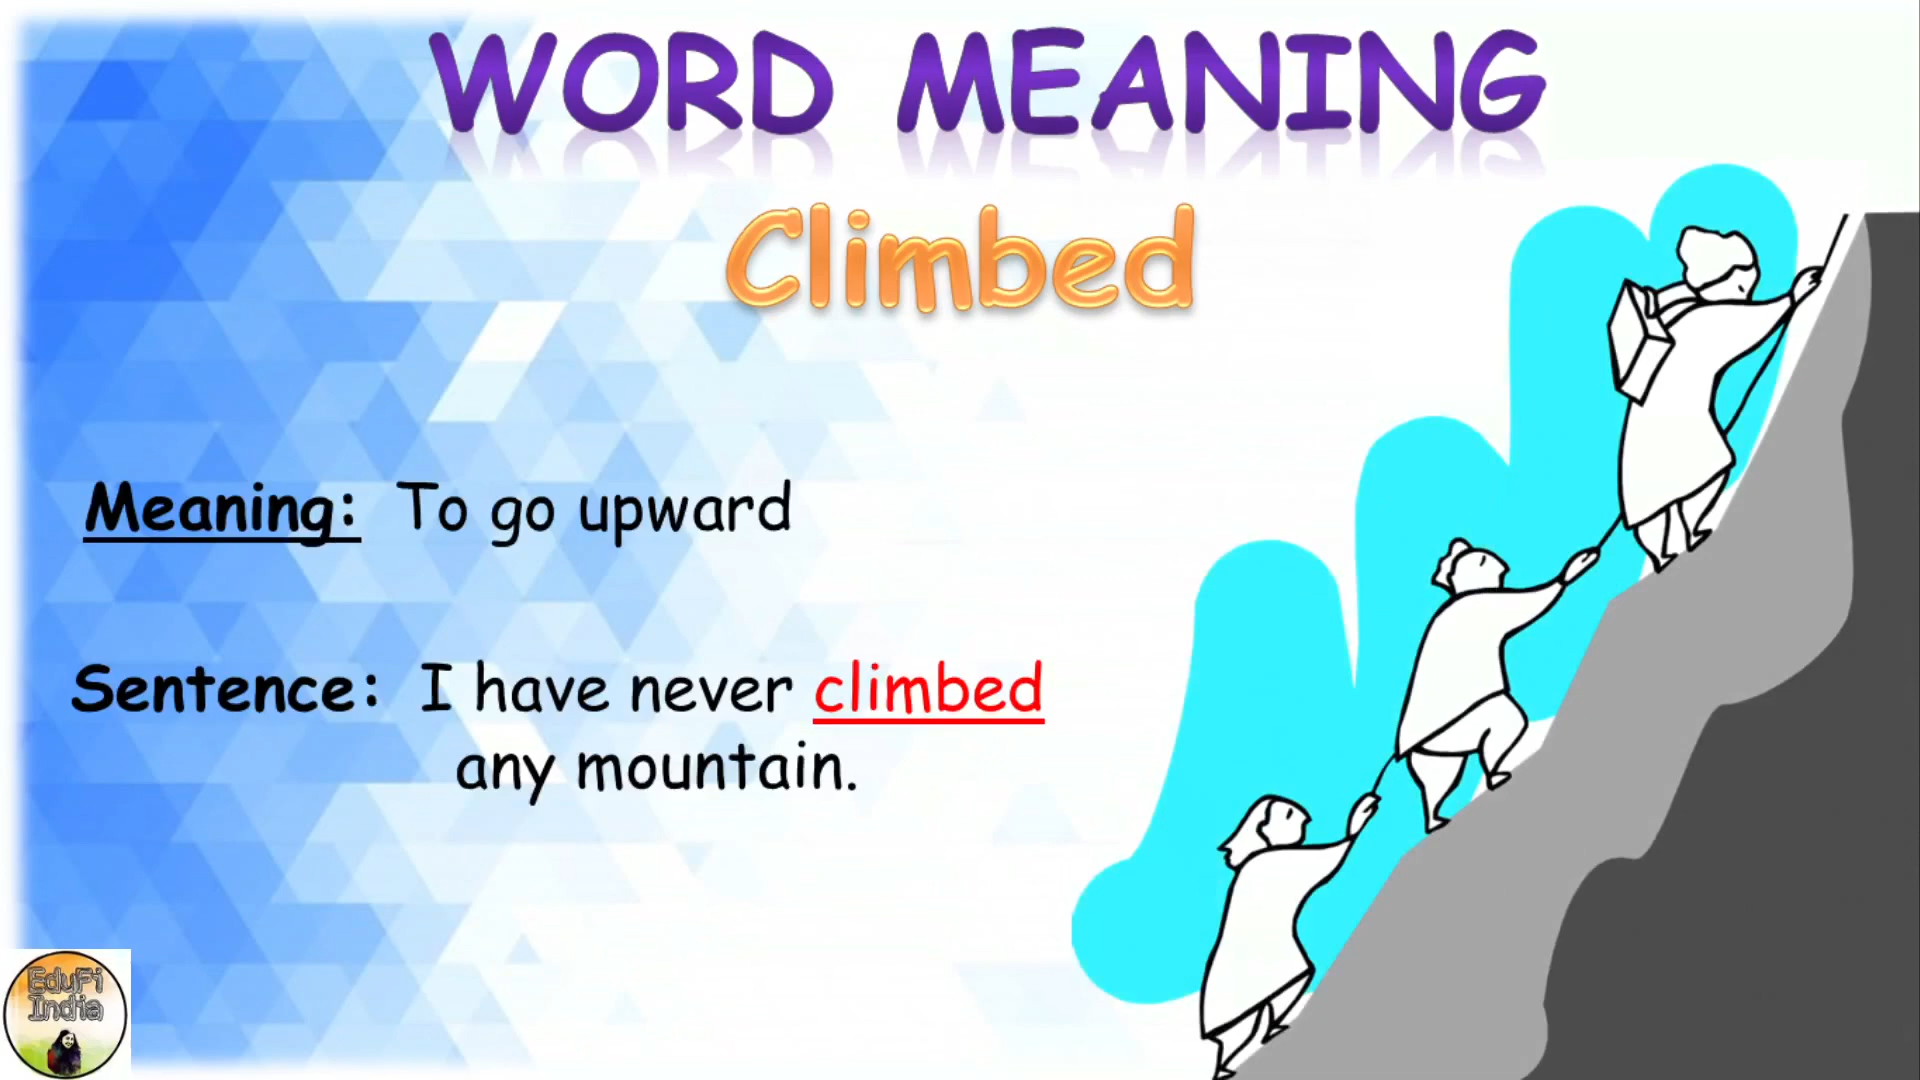 WORD MEANING
Climbed
Meaning: To go upward
Sentence: I have never climbed
any mountain.
EduFi
India